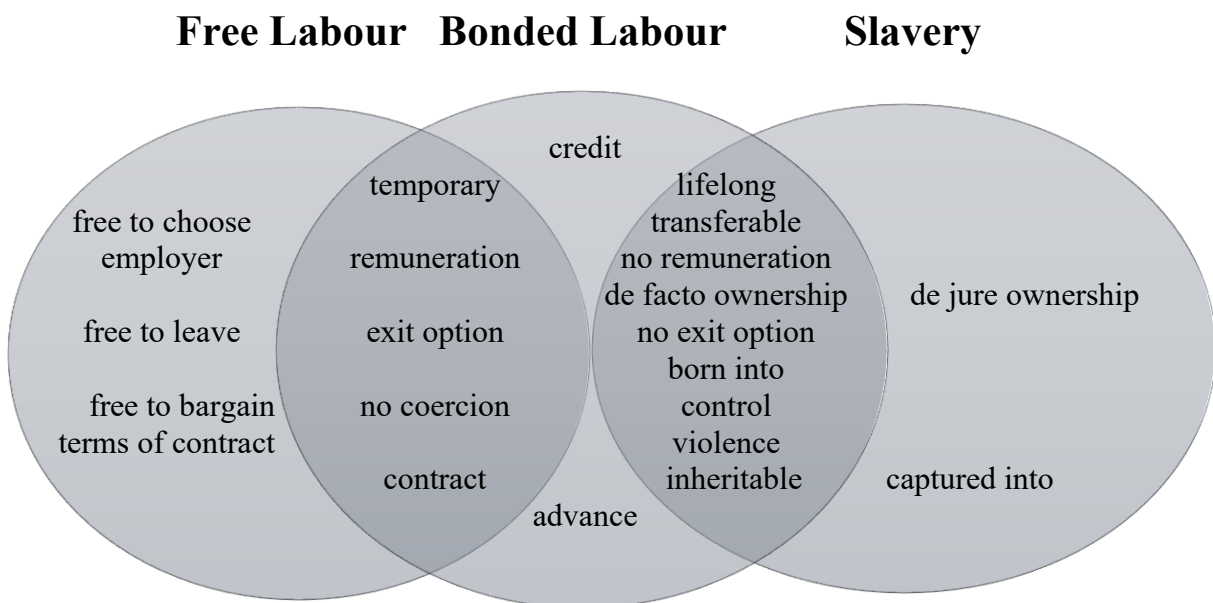 Free Labour Bonded Labour Slavery
credit
temporary
lifelong
free to choose
employer
transferable
remuneration
no remuneration
de facto ownership
de jure ownership
free to leave
exit option
no exit option
born into
free to bargain
terms of contract
no coercion
control
violence
contract
inheritable
captured into
advance